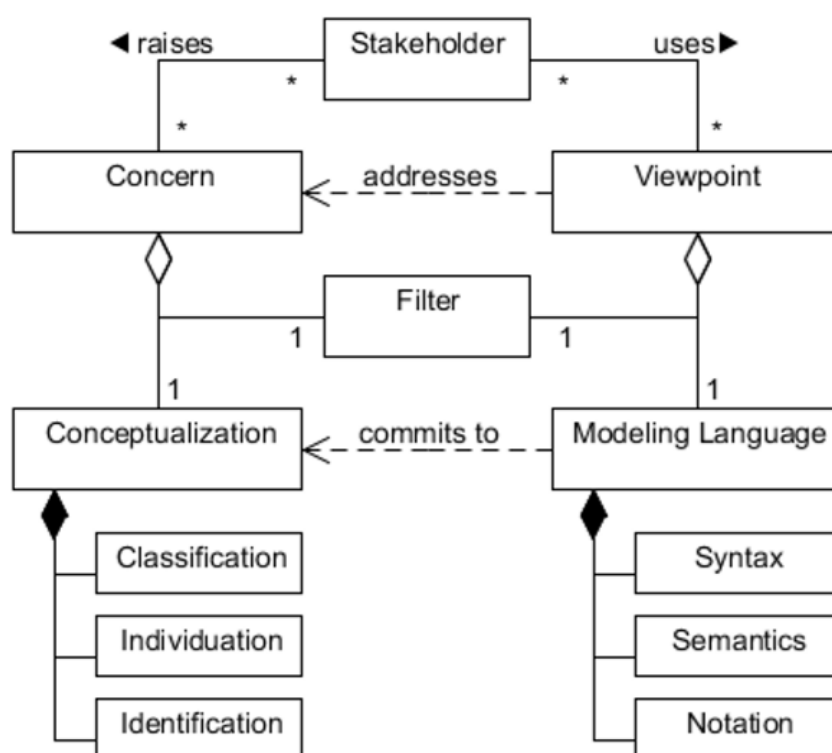 ◀ raises
Stakeholder
uses▶
*
*
*
*
Concern
addresses
Viewpoint
Filter
1
1
1
1
Conceptualization
commits to
Modeling Language
Classification
Syntax
Individuation
Semantics
Identification
Notation